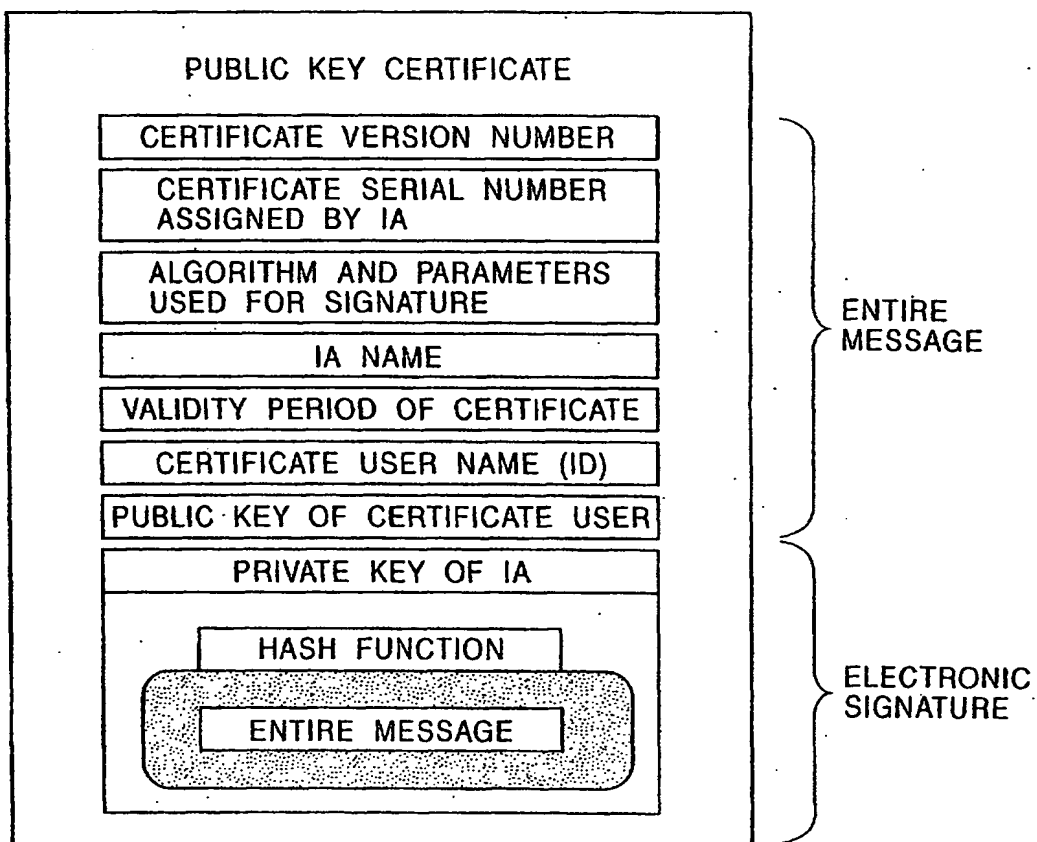 PUBLIC KEY CERTIFICATE
CERTIFICATE VERSION NUMBER
CERTIFICATE SERIAL NUMBER
ASSIGNED BY IA
ALGORITHM AND PARAMETERS
USED FOR SIGNATURE
IA NAME
VALIDITY PERIOD OF CERTIFICATE
CERTIFICATE USER NAME (ID)
PUBLIC KEY OF CERTIFICATE USER
ENTIRE
MESSAGE
PRIVATE KEY OF IA
HASH FUNCTION
ENTIRE MESSAGE
ELECTRONIC
SIGNATURE